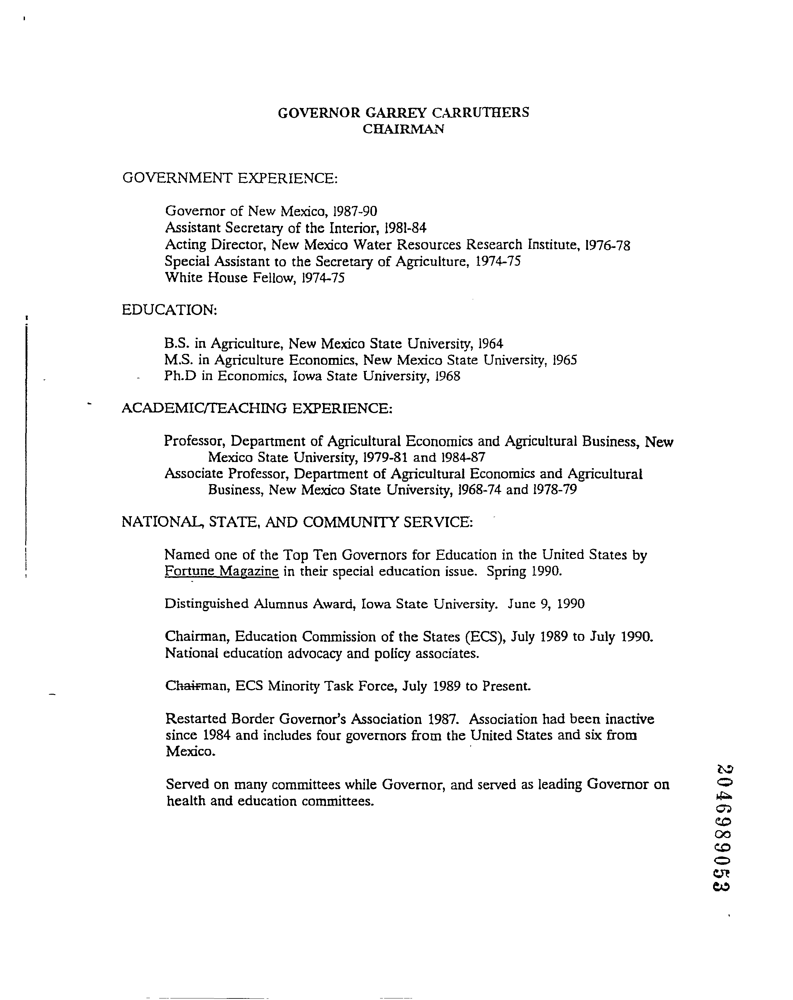 GOVERNOR GARREY CARRUTHERS
CHAIRMAN
GOVERNMENT EXPERIENCE:
Governor of New Mexico, 1987-90
Assistant Secretary of the Interior, 1981-84
Acting Director, New Mexico Water Resources Research Institute, 1976-78
Special Assistant to the Secretary of Agriculture, 1974-75
White House Fellow, 1974-75
EDUCATION:
B.S. in Agriculture, New Mexico State University, 1964
M.S. in Agriculture Economics, New Mexico State University, 1965
Ph.D in Economics, Iowa State University, 1968
ACADEMIC/TEACHING EXPERIENCE:
Professor, Department of Agricultural Economics and Agricultural Business, New
Mexico State University, 1979-81 and 1984-87
Associate Professor, Department of Agricultural Economics and Agricultural
Business, New Mexico State University, 1968-74 and 1978-79
NATIONAL, STATE, AND COMMUNITY SERVICE:
Named one of the Top Ten Governors for Education in the United States by
Fortune Magazine in their special education issue. Spring 1990.
Distinguished Alumnus Award, Iowa State University. June 9, 1990
Chairman, Education Commission of the States (ECS), July 1989 to July 1990.
National education advocacy and policy associates.
Chairman, ECS Minority Task Force, July 1989 to Present.
Restarted Border Governor's Association 1987. Association had been inactive
since 1984 and includes four governors from the United States and six from
Mexico.
Served on many committees while Governor, and served as leading Governor on
health and education committees.
2046989053